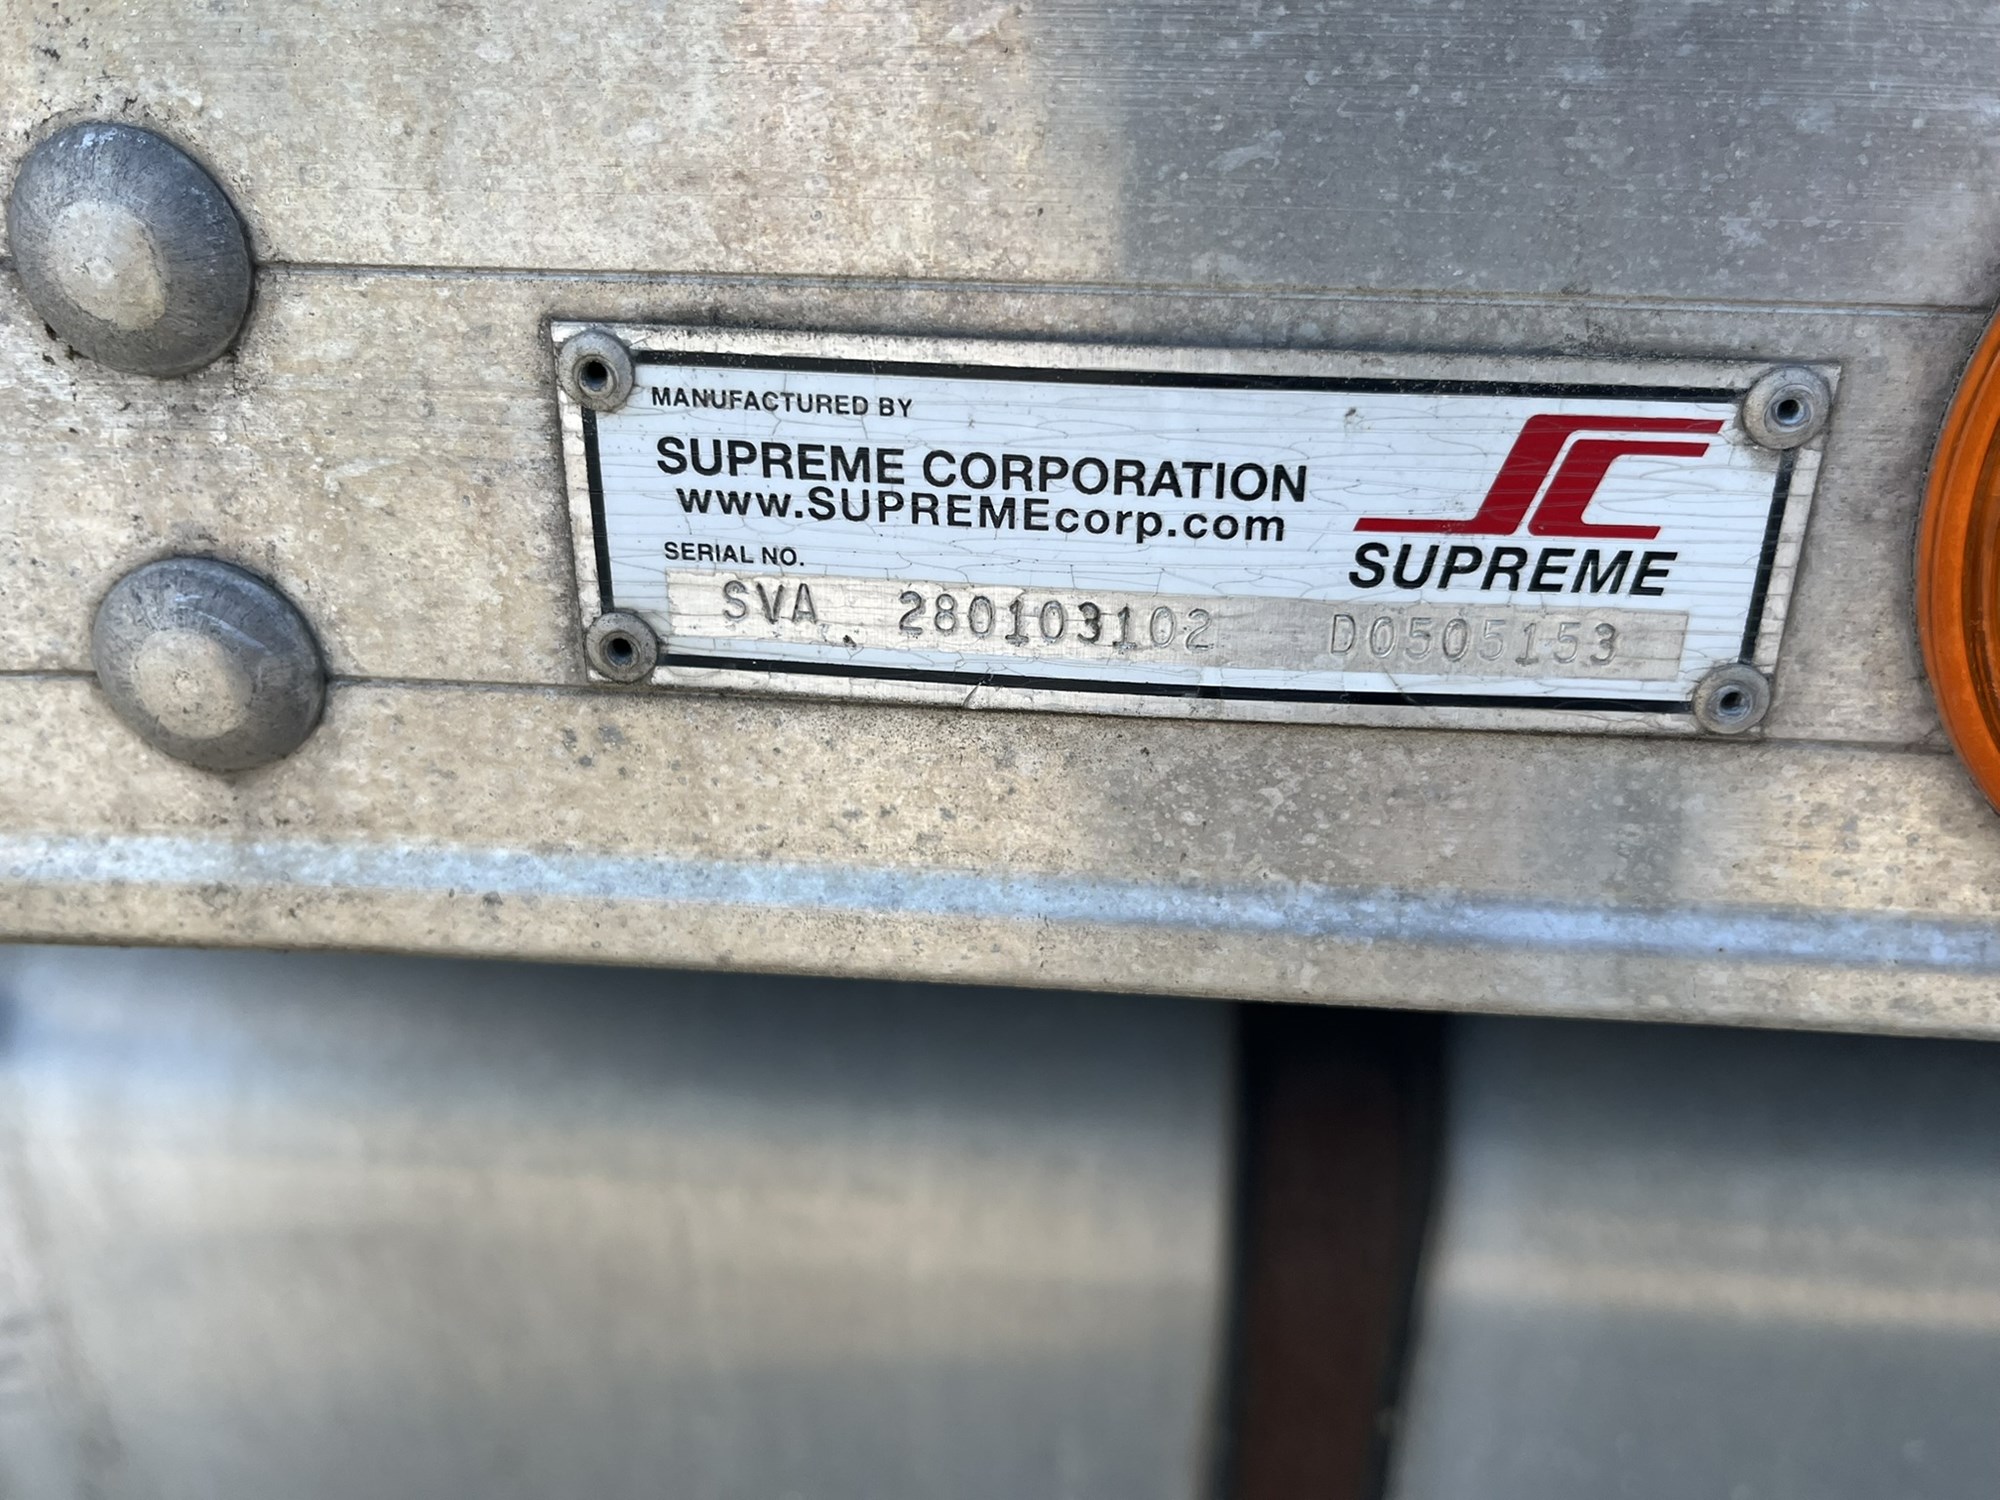 MANUFACTURED BY
SUPREME CORPORATION
www.SUPREMEcorp.com
SERIAL NO.
SVA 280103102 D0505153
SUPREME